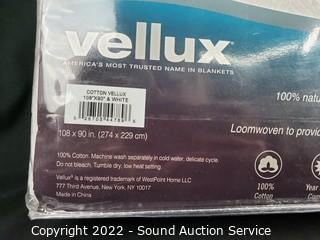 vellux®
AMERICA'S MOST TRUSTED NAME IN BLANKETS
COTTON VELLUX
108"X90" & WHITE
100% natu
108 x 90 in. (274 x 229 cm)
Loomwoven to provi
100% Cotton. Machine wash separately in cold water, delicate cycle.
Do not bleach. Tumble dry, low heat setting.
Vellux® is a registered trademark of WestPoint Home LLC
777 Third Avenue, New York, NY 10017
Made in China
100%
Cotton
Year
Com
Copyright 2022 - Sound Auction Service